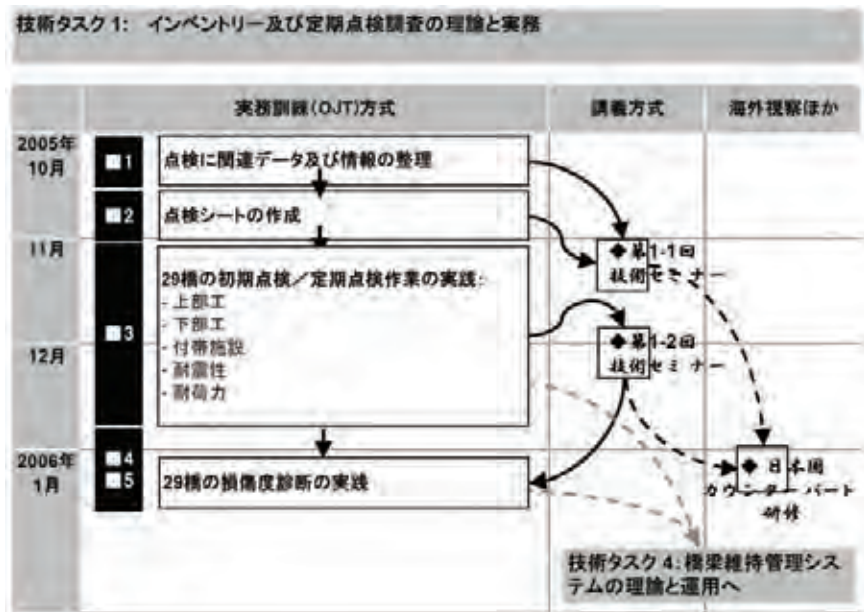 技術タスク 1: インベントリー及び定期点検調査の理論と実務
実務訓練(OJT)方式
講義方式
海外視察ほか
2005年
10月
■1
点検に関連データ及び情報の整理
■2
点検シートの作成
11月
◆第1-1回
技術セミナー
■3
29橋の初期点検／定期点検作業の実践:
- 上部工
- 下部工
- 付帯施設
- 耐震性
- 耐荷力
12月
◆第1-2回
技術セミナー
2006年
1月
■4
■5
29橋の損傷度診断の実践
◆ 日本国
カウンターパート
研修
技術タスク 4: 橋梁維持管理シス
テムの理論と運用へ